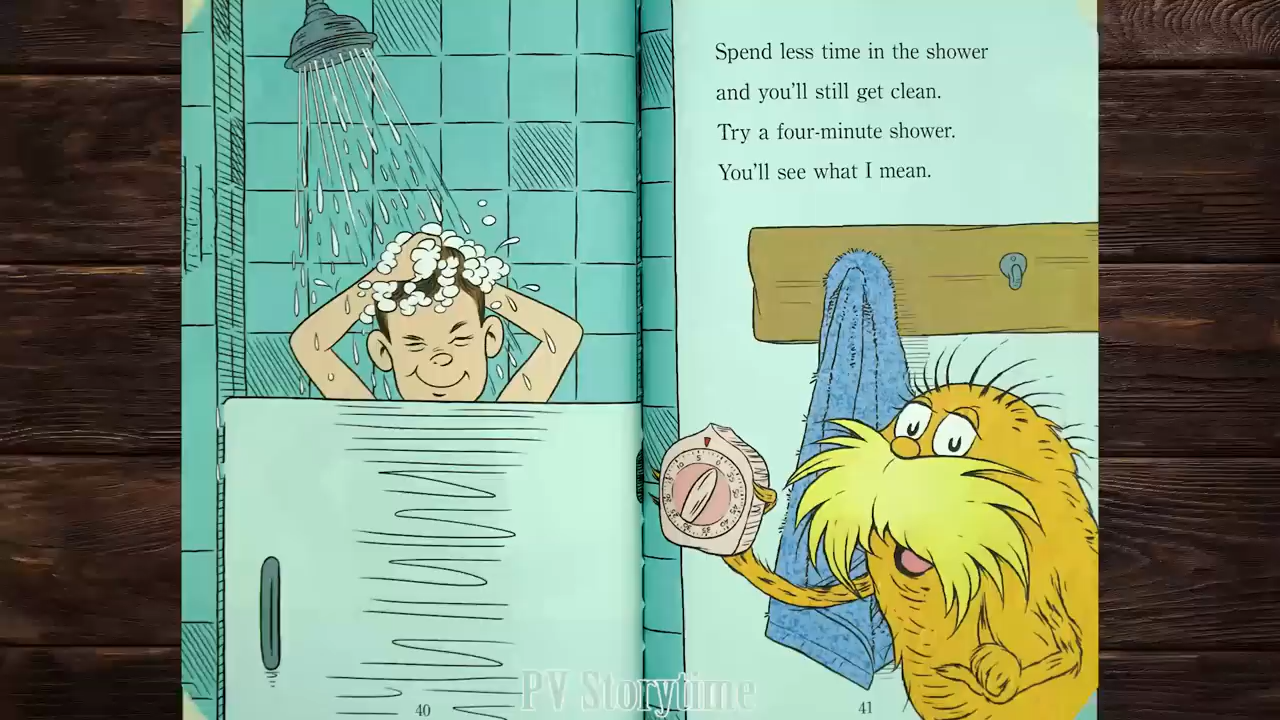 Spend less time in the shower
and you'll still get clean.
Try a four-minute shower.
You'll see what I mean.
40
41
PV Storytime